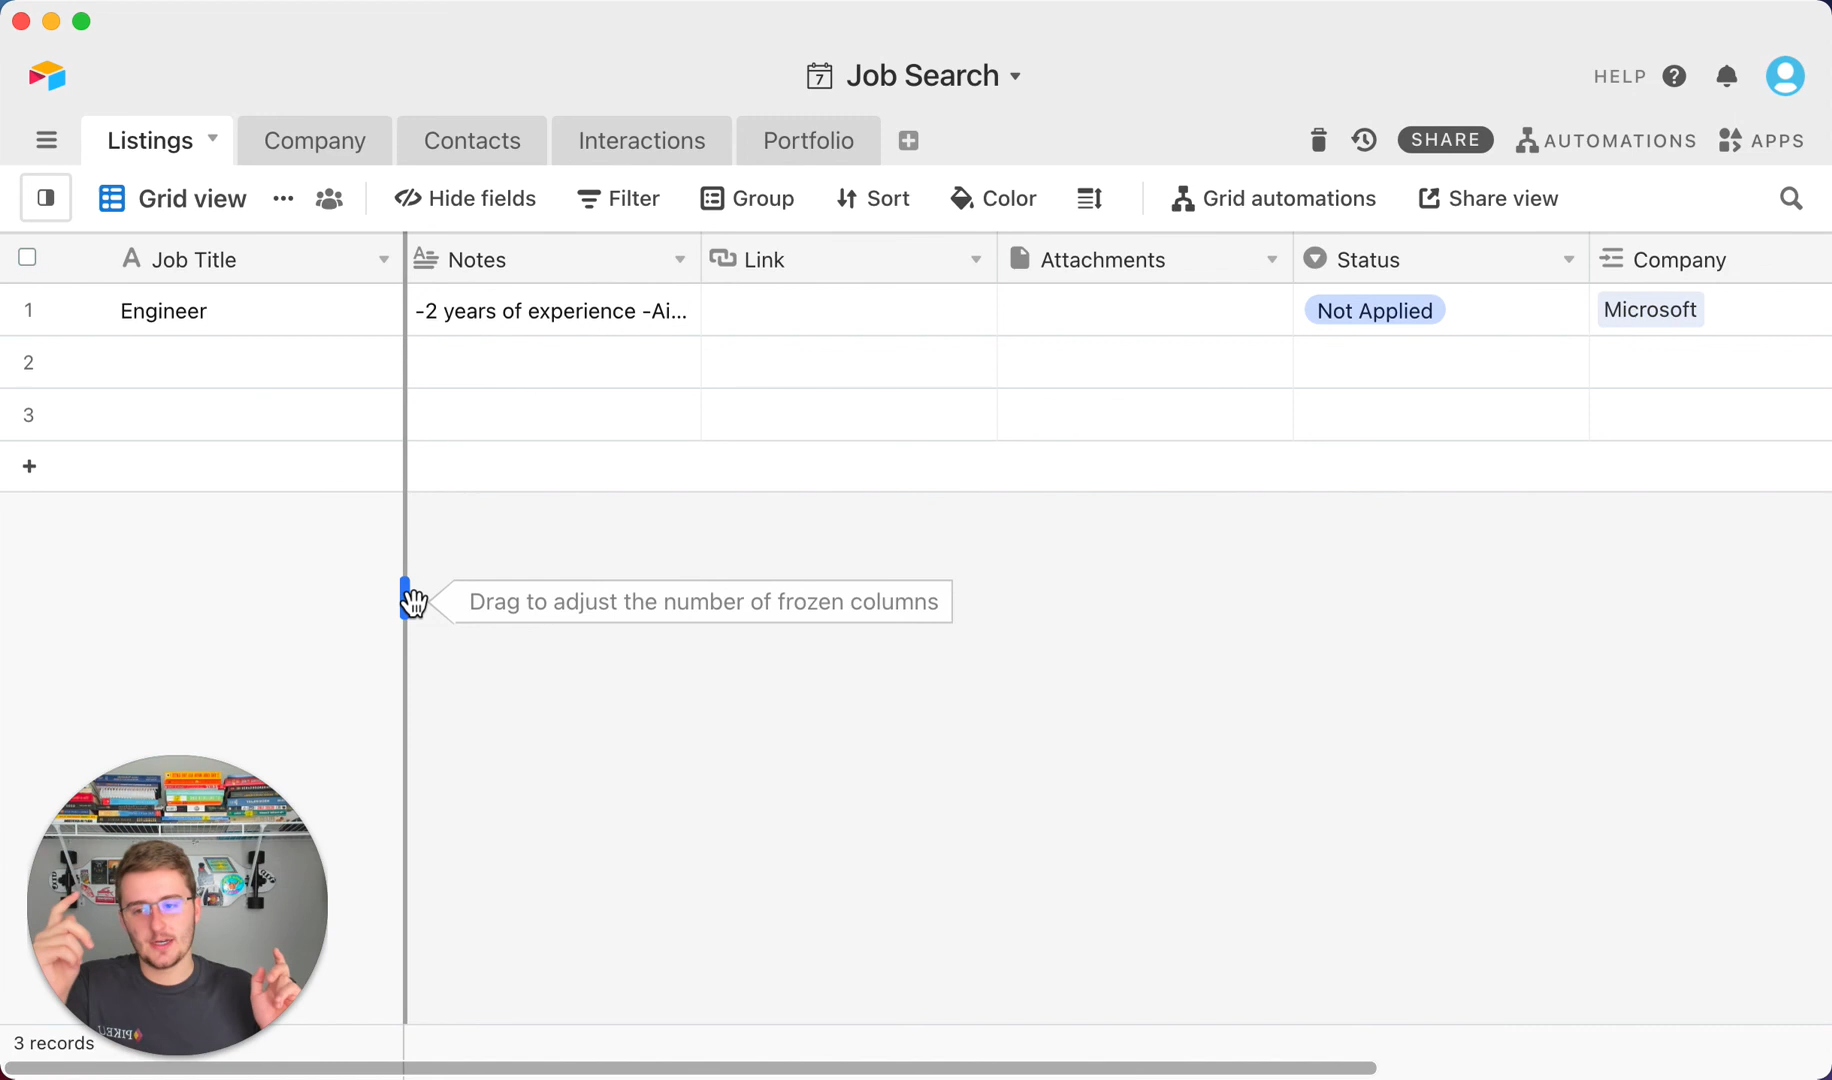 7 Job Search
HELP ?
Listings Company Contacts Interactions Portfolio
SHARE AUTOMATIONS APPS
Grid view ... Hide fields Filter Group Sort Color Grid automations Share view
Job Title Notes Link Attachments Status Company
1 Engineer -2 years of experience -Ai... Not Applied Microsoft
2
3
+
Drag to adjust the number of frozen columns
3 records